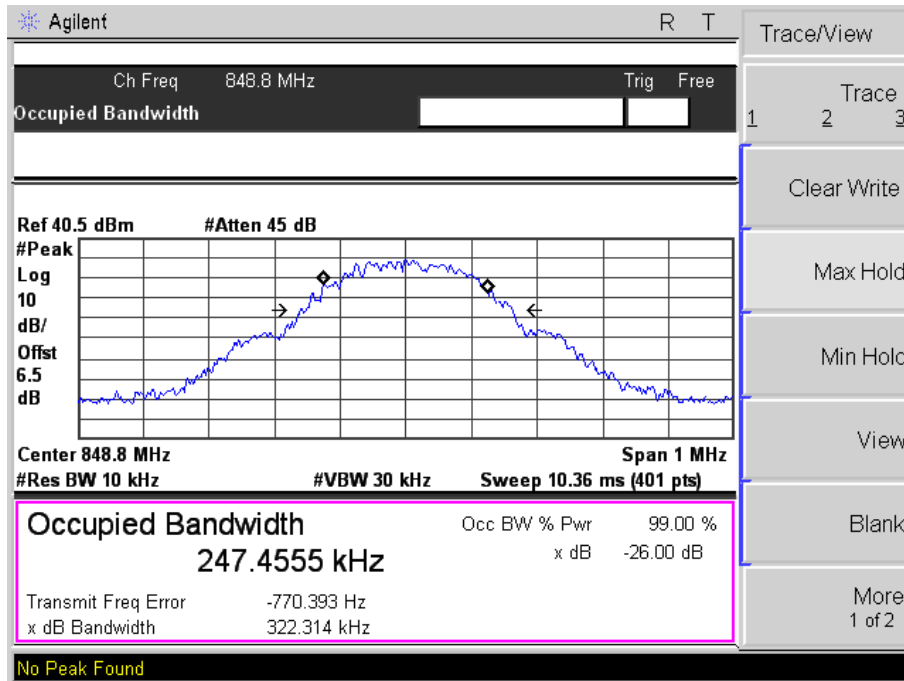 Agilent R T
Trace/View
Ch Freq 848.8 MHz Trig Free
Occupied Bandwidth
Trace
1 2 3
Clear Write
Max Hold
Min Hold
View
Blank
More
1 of 2
Ref 40.5 dBm #Atten 45 dB
#Peak
Log
10
dB/
Offst
6.5
dB
Center 848.8 MHz Span 1 MHz
#Res BW 10 kHz #VBW 30 kHz Sweep 10.36 ms (401 pts)
Occupied Bandwidth
247.4555 kHz
Occ BW % Pwr 99.00 %
x dB -26.00 dB
Transmit Freq Error -770.393 Hz
x dB Bandwidth 322.314 kHz
No Peak Found